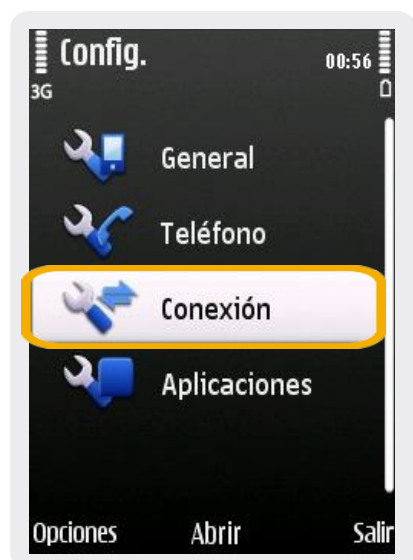 Config.
00:56
3G
General
Teléfono
Conexión
Aplicaciones
Opciones Abrir Salir